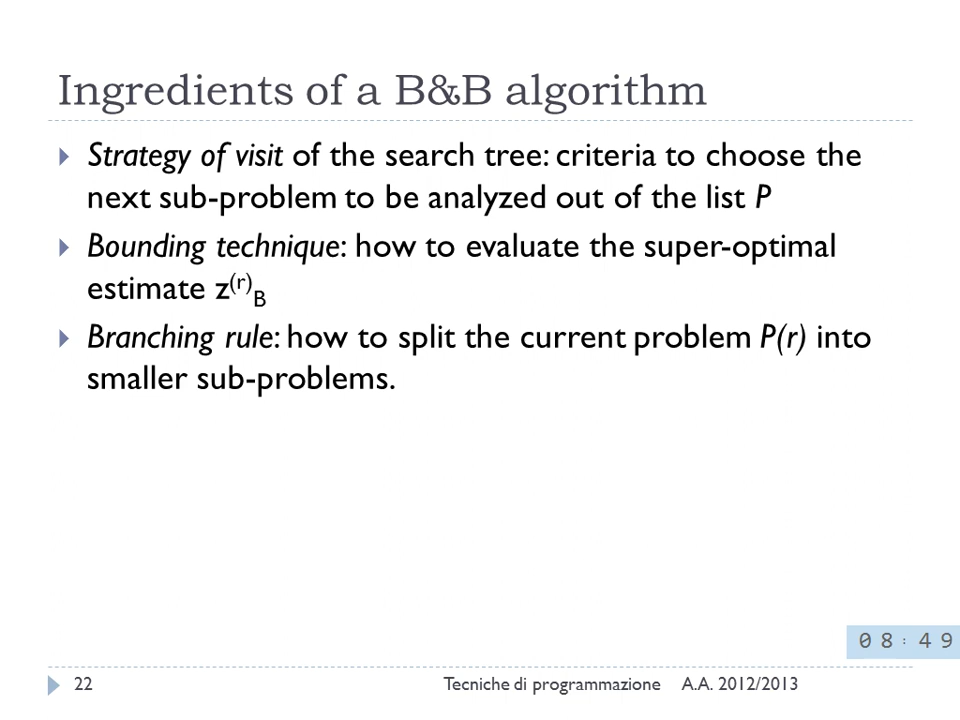 Ingredients of a B&B algorithm
Strategy of visit of the search tree: criteria to choose the
next sub-problem to be analyzed out of the list P
Bounding technique: how to evaluate the super-optimal
estimate z(r)B
Branching rule: how to split the current problem P(r) into
smaller sub-problems.
08:49
22 Tecniche di programmazione A.A. 2012/2013